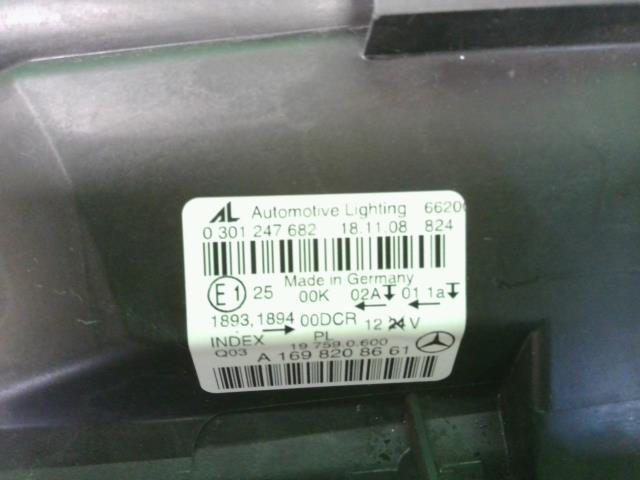 AL Automotive Lighting 6620
0 301 247 682 18.11.08 824
Made in Germany
E1 25 00K 02A 01 1a
1893,1894 → 00DCR 12 24 V
INDEX PL
Q03 19 759 0.600
A 169 820 86 61